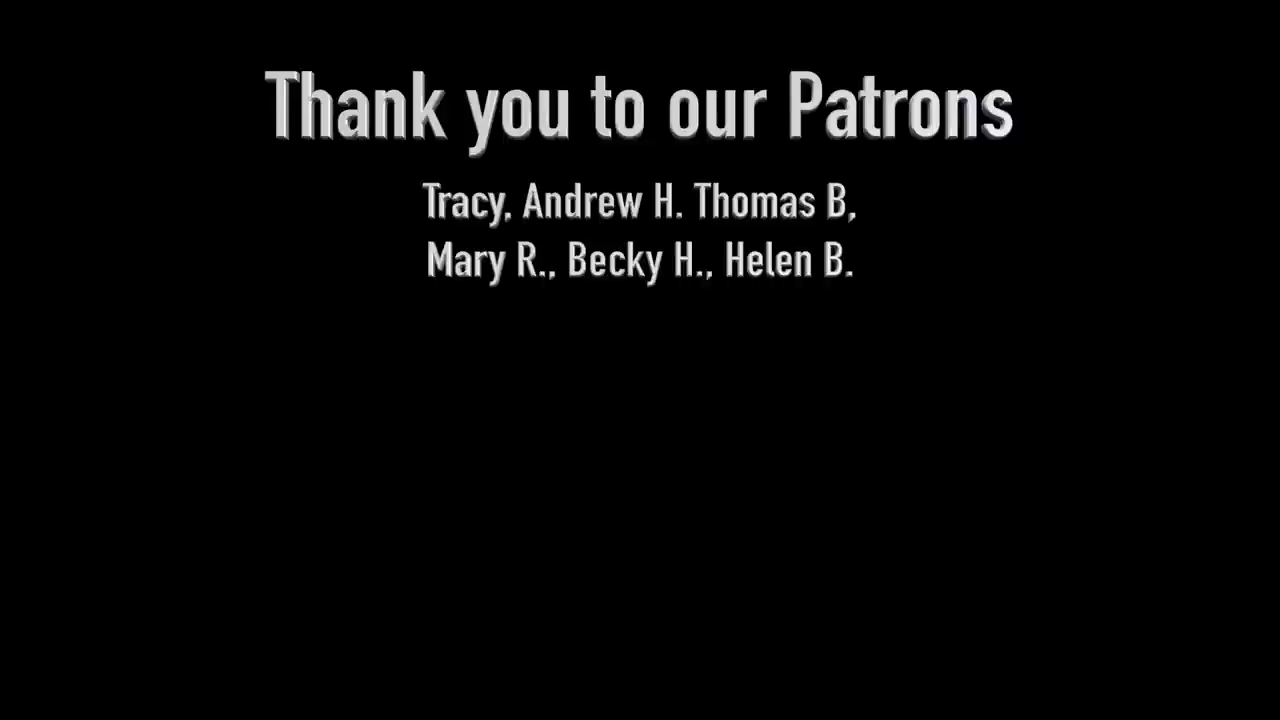 Thank you to our Patrons
Tracy, Andrew H. Thomas B,
Mary R., Becky H., Helen B.